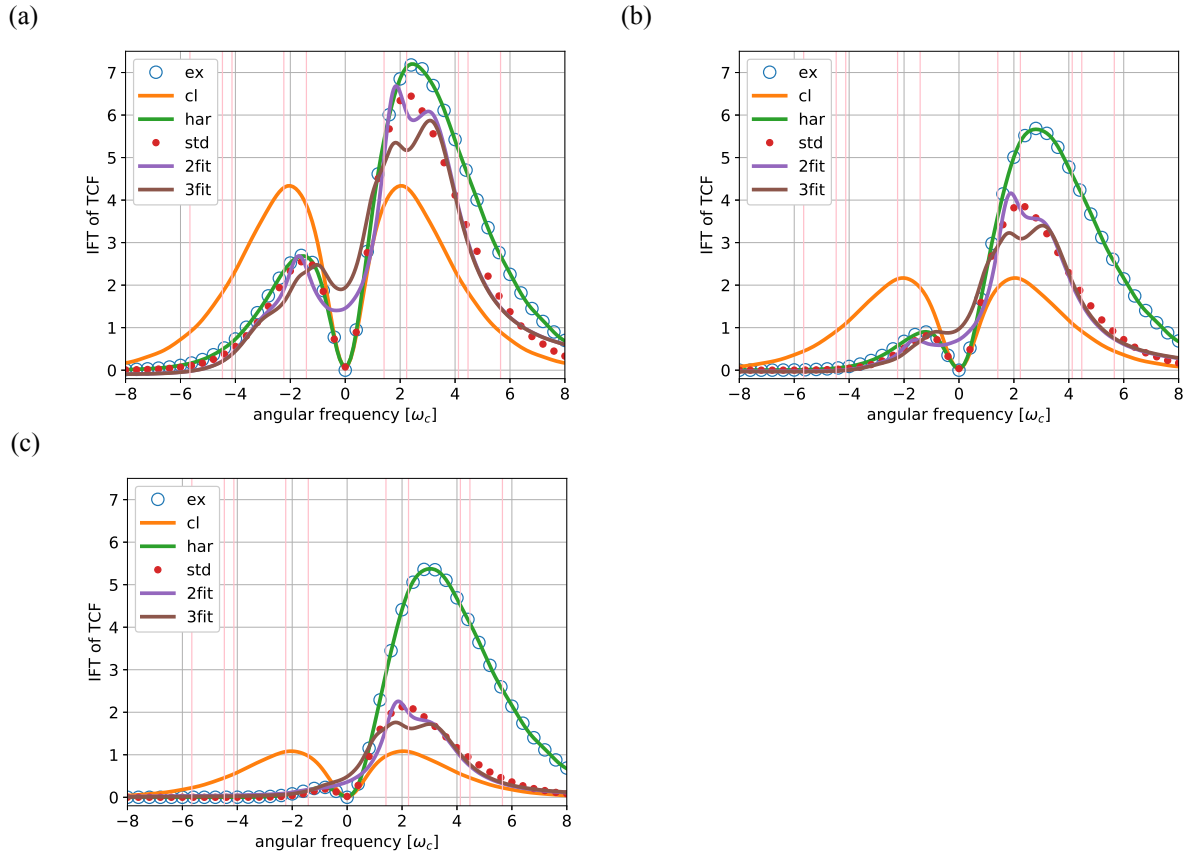 (a)
(b)
7
6
5
4
3
2
1
0
IFT of TCF
ex
cl
har
std
2fit
3fit
−8 −6 −4 −2 0 2 4 6 8
angular frequency [ω_c]
7
6
5
4
3
2
1
0
IFT of TCF
ex
cl
har
std
2fit
3fit
−8 −6 −4 −2 0 2 4 6 8
angular frequency [ω_c]
(c)
7
6
5
4
3
2
1
0
IFT of TCF
ex
cl
har
std
2fit
3fit
−8 −6 −4 −2 0 2 4 6 8
angular frequency [ω_c]